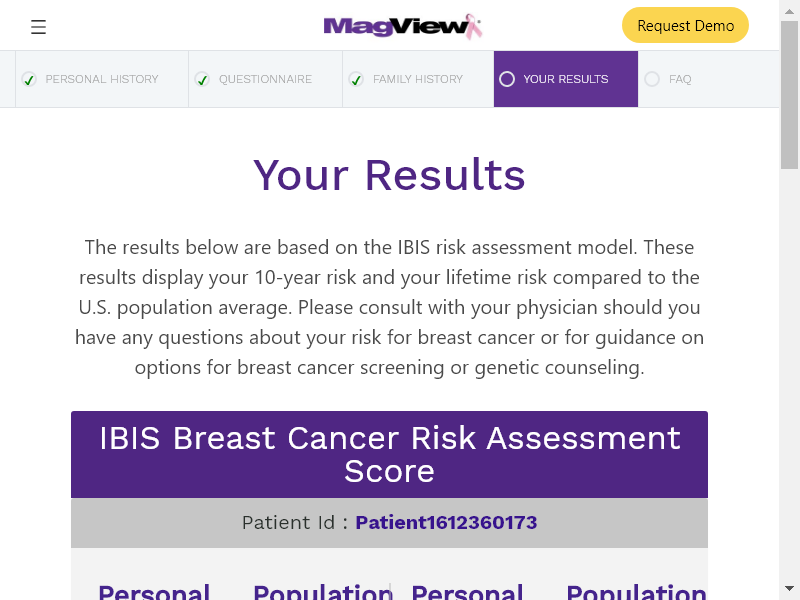 MagView
Request Demo
PERSONAL HISTORY
QUESTIONNAIRE
FAMILY HISTORY
YOUR RESULTS
FAQ
Your Results
The results below are based on the IBIS risk assessment model. These
results display your 10-year risk and your lifetime risk compared to the
U.S. population average. Please consult with your physician should you
have any questions about your risk for breast cancer or for guidance on
options for breast cancer screening or genetic counseling.
IBIS Breast Cancer Risk Assessment
Score
Patient Id : Patient1612360173
Personal Population Personal Population